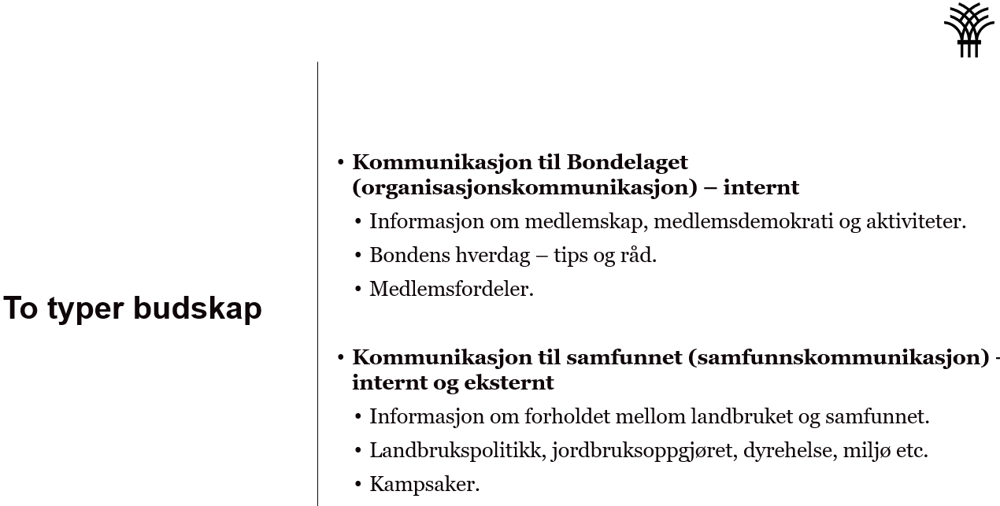 To typer budskap
• Kommunikasjon til Bondelaget
(organisasjonskommunikasjon) – internt
• Informasjon om medlemskap, medlemsdemokrati og aktiviteter.
• Bondens hverdag – tips og råd.
• Medlemsfordeler.
• Kommunikasjon til samfunnet (samfunnskommunikasjon) -
internt og eksternt
• Informasjon om forholdet mellom landbruket og samfunnet.
• Landbrukspolitikk, jordbruksoppgjøret, dyrehelse, miljø etc.
• Kampsaker.